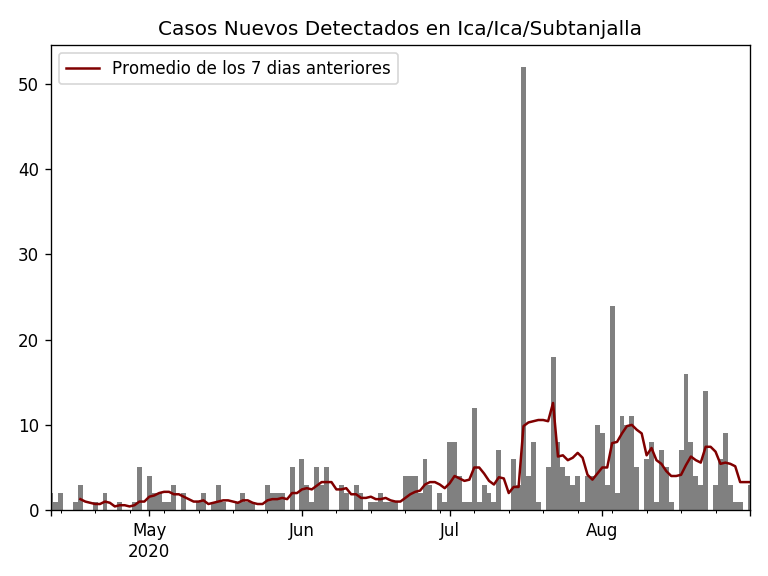 Casos Nuevos Detectados en Ica/Ica/Subtanjalla
Promedio de los 7 dias anteriores
50
40
30
20
10
0
May
2020
Jun
Jul
Aug